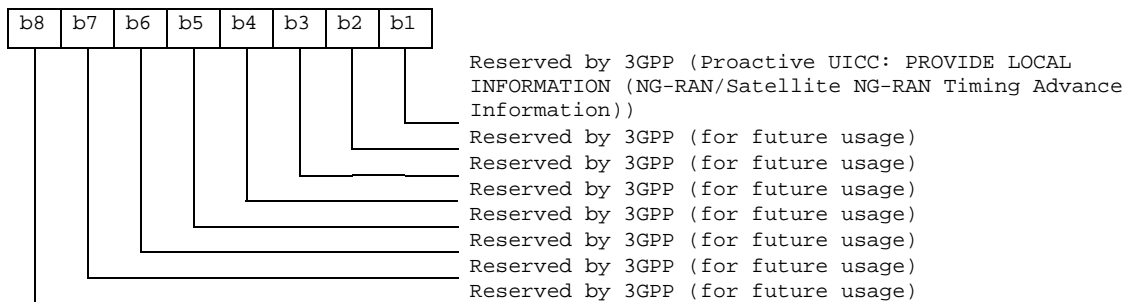 b8 b7 b6 b5 b4 b3 b2 b1
Reserved by 3GPP (Proactive UICC: PROVIDE LOCAL
INFORMATION (NG-RAN/Satellite NG-RAN Timing Advance
Information))
Reserved by 3GPP (for future usage)
Reserved by 3GPP (for future usage)
Reserved by 3GPP (for future usage)
Reserved by 3GPP (for future usage)
Reserved by 3GPP (for future usage)
Reserved by 3GPP (for future usage)
Reserved by 3GPP (for future usage)